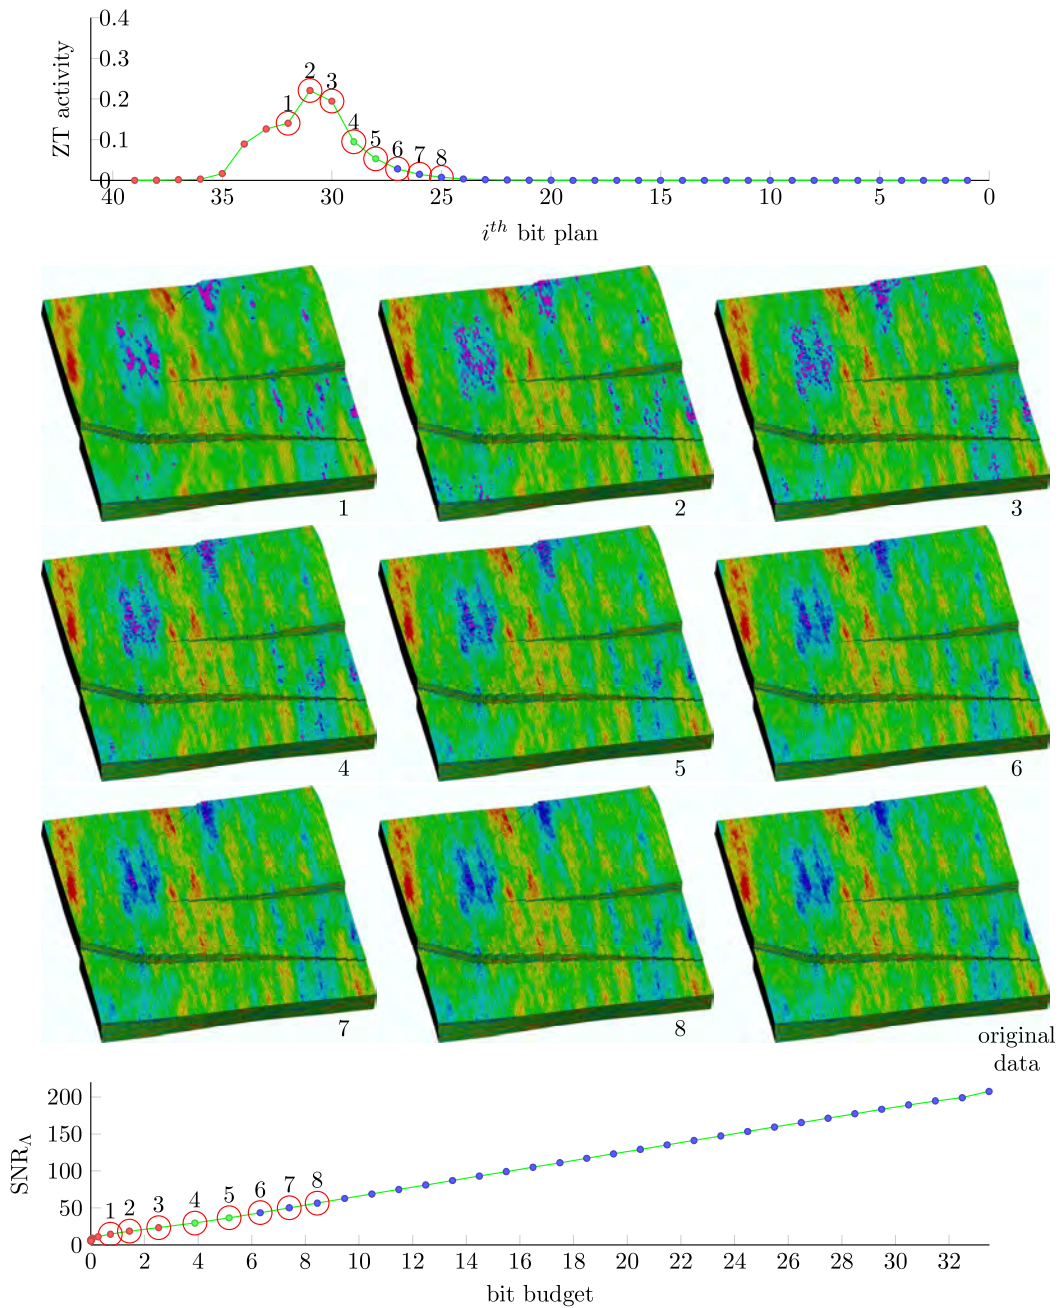 0.4
0.3
0.2
0.1
0
ZT activity
1 2 3 4 5 6 7 8
40 35 30 25 20 15 10 5 0
i^th bit plan
1 2 3
4 5 6
7 8 original
data
200
150
100
50
0
SNR_Λ
1 2 3 4 5 6 7 8
0 2 4 6 8 10 12 14 16 18 20 22 24 26 28 30 32
bit budget